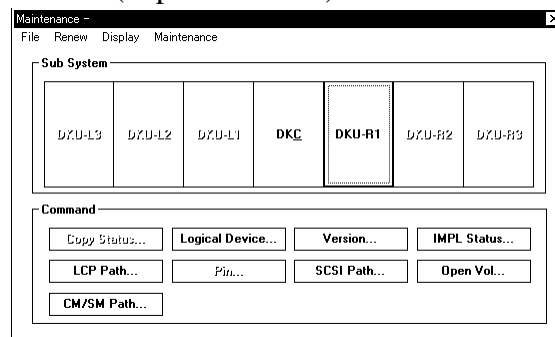 Maintenance -
File Renew Display Maintenance
Sub System
DKU-L3 DKU-L2 DKU-L1 DKC DKU-R1 DKU-R2 DKU-R3
Command
Copy Status... Logical Device... Version... IMPL Status...
LCP Path... Pin... SCSI Path... Open Vol...
CM/SM Path...